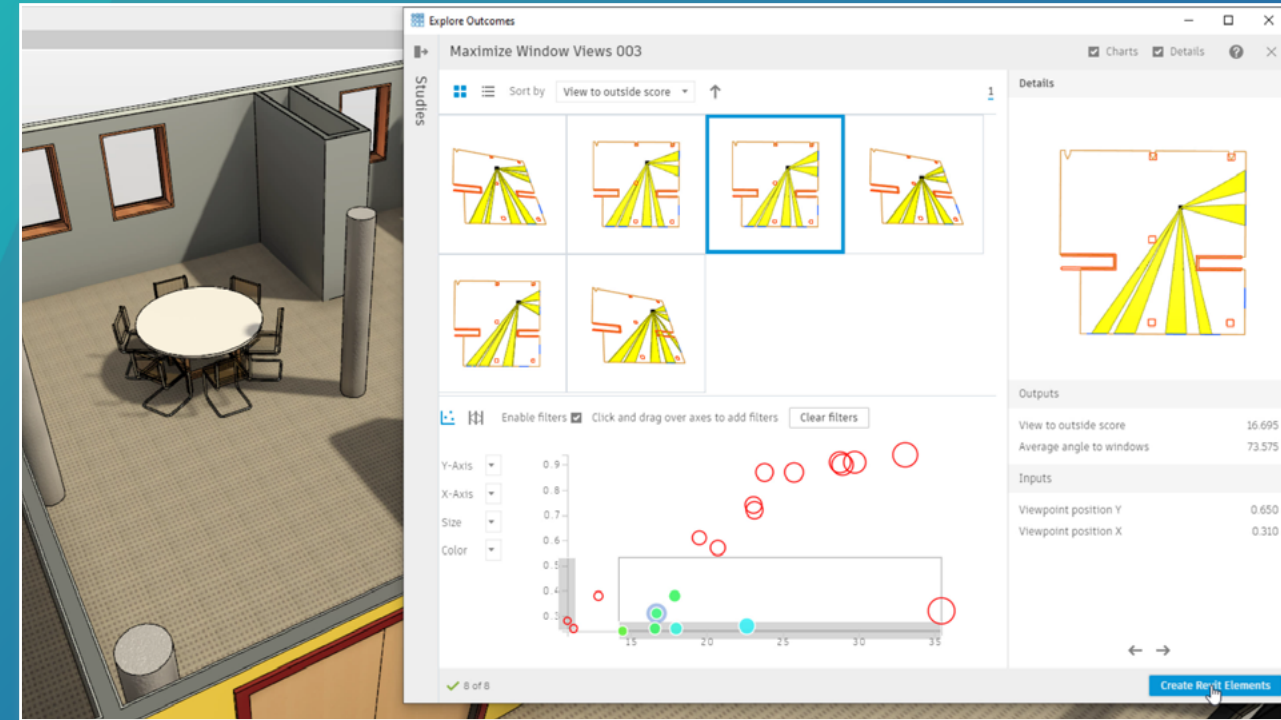 Explore Outcomes
Studies
Maximize Window Views 003
Charts
Details
Sort by
View to outside score
1
Details
Outputs
View to outside score 16.695
Average angle to windows 73.575
Inputs
Viewpoint position Y 0.650
Viewpoint position X 0.310
Enable filters
Click and drag over axes to add filters
Clear filters
Y-Axis
X-Axis
Size
Color
0.9
0.8
0.7
0.6
0.5
0.4
0.3
15 20 25 30 35
8 of 8
Create Revit Elements